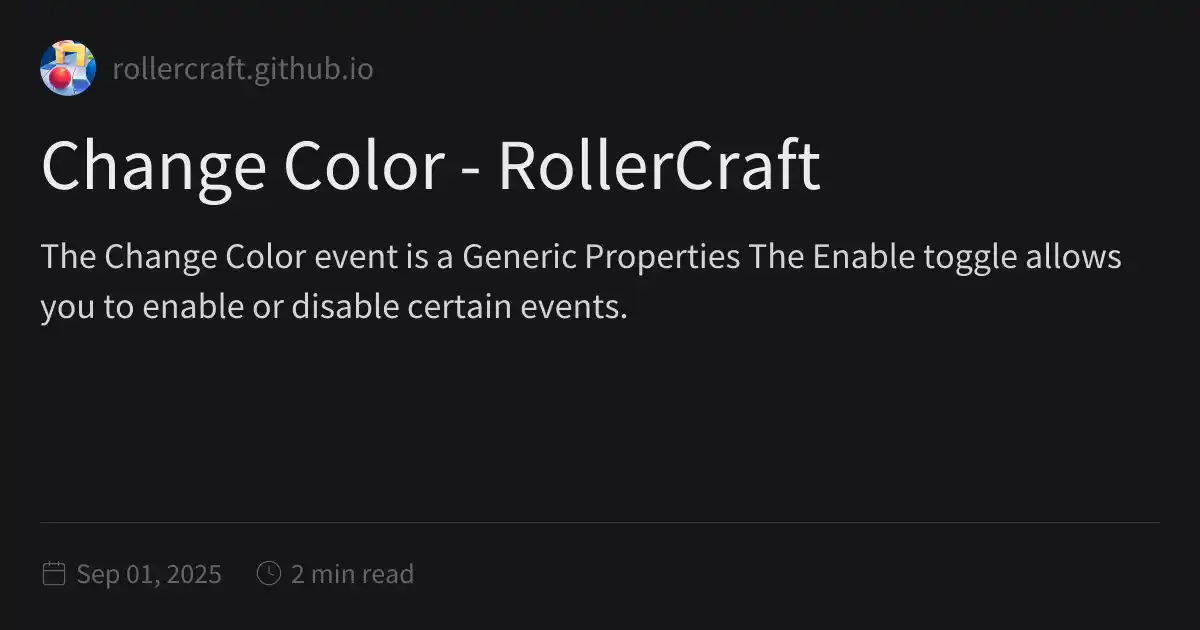 rollercraft.github.io
Change Color - RollerCraft
The Change Color event is a Generic Properties The Enable toggle allows
you to enable or disable certain events.
Sep 01, 2025 2 min read